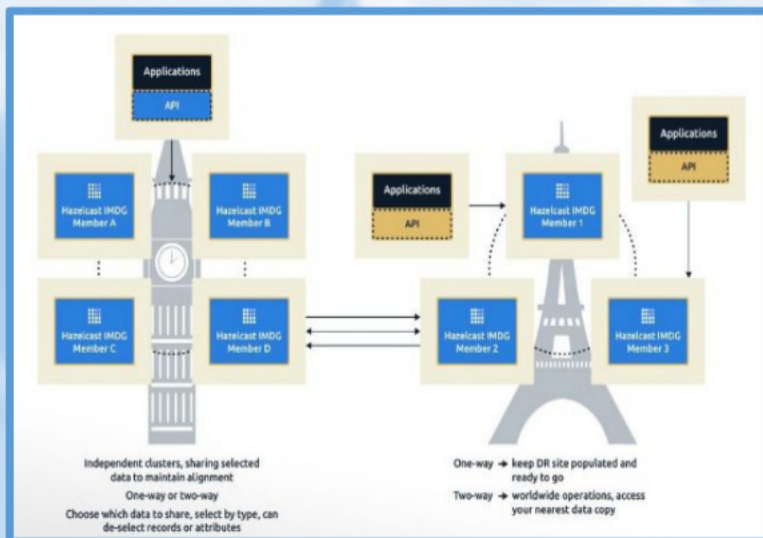 Applications
API
Hazelcast IMDG
Member A
Hazelcast IMDG
Member B
Hazelcast IMDG
Member C
Hazelcast IMDG
Member D
Applications
API
Applications
API
Hazelcast IMDG
Member 1
Hazelcast IMDG
Member 2
Hazelcast IMDG
Member 3
Independent clusters, sharing selected
data to maintain alignment
One-way or two-way
Choose which data to share, select by type, can
de-select records or attributes
One-way → keep DR site populated and
ready to go
Two-way → worldwide operations, access
your nearest data copy